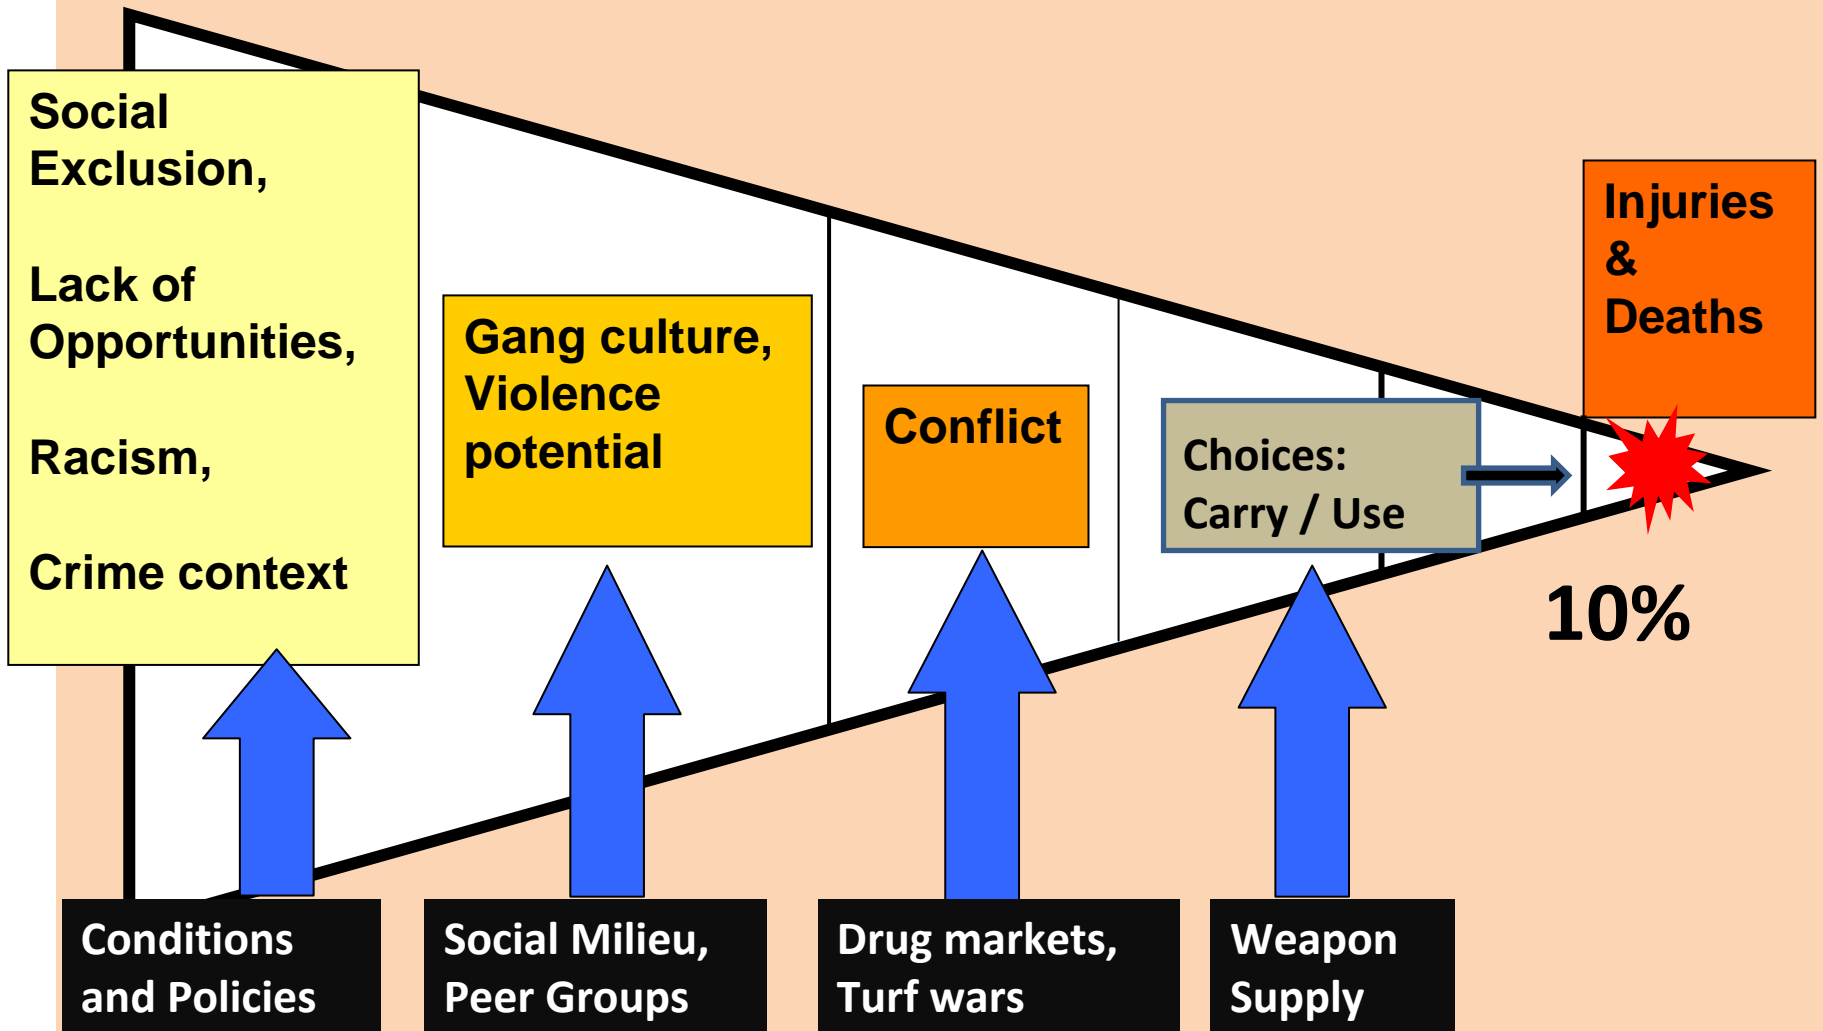 Social
Exclusion,
Lack of
Opportunities,
Racism,
Crime context
Gang culture,
Violence
potential
Conflict
Choices:
Carry / Use
Injuries
&
Deaths
10%
Conditions
and Policies
Social Milieu,
Peer Groups
Drug markets,
Turf wars
Weapon
Supply